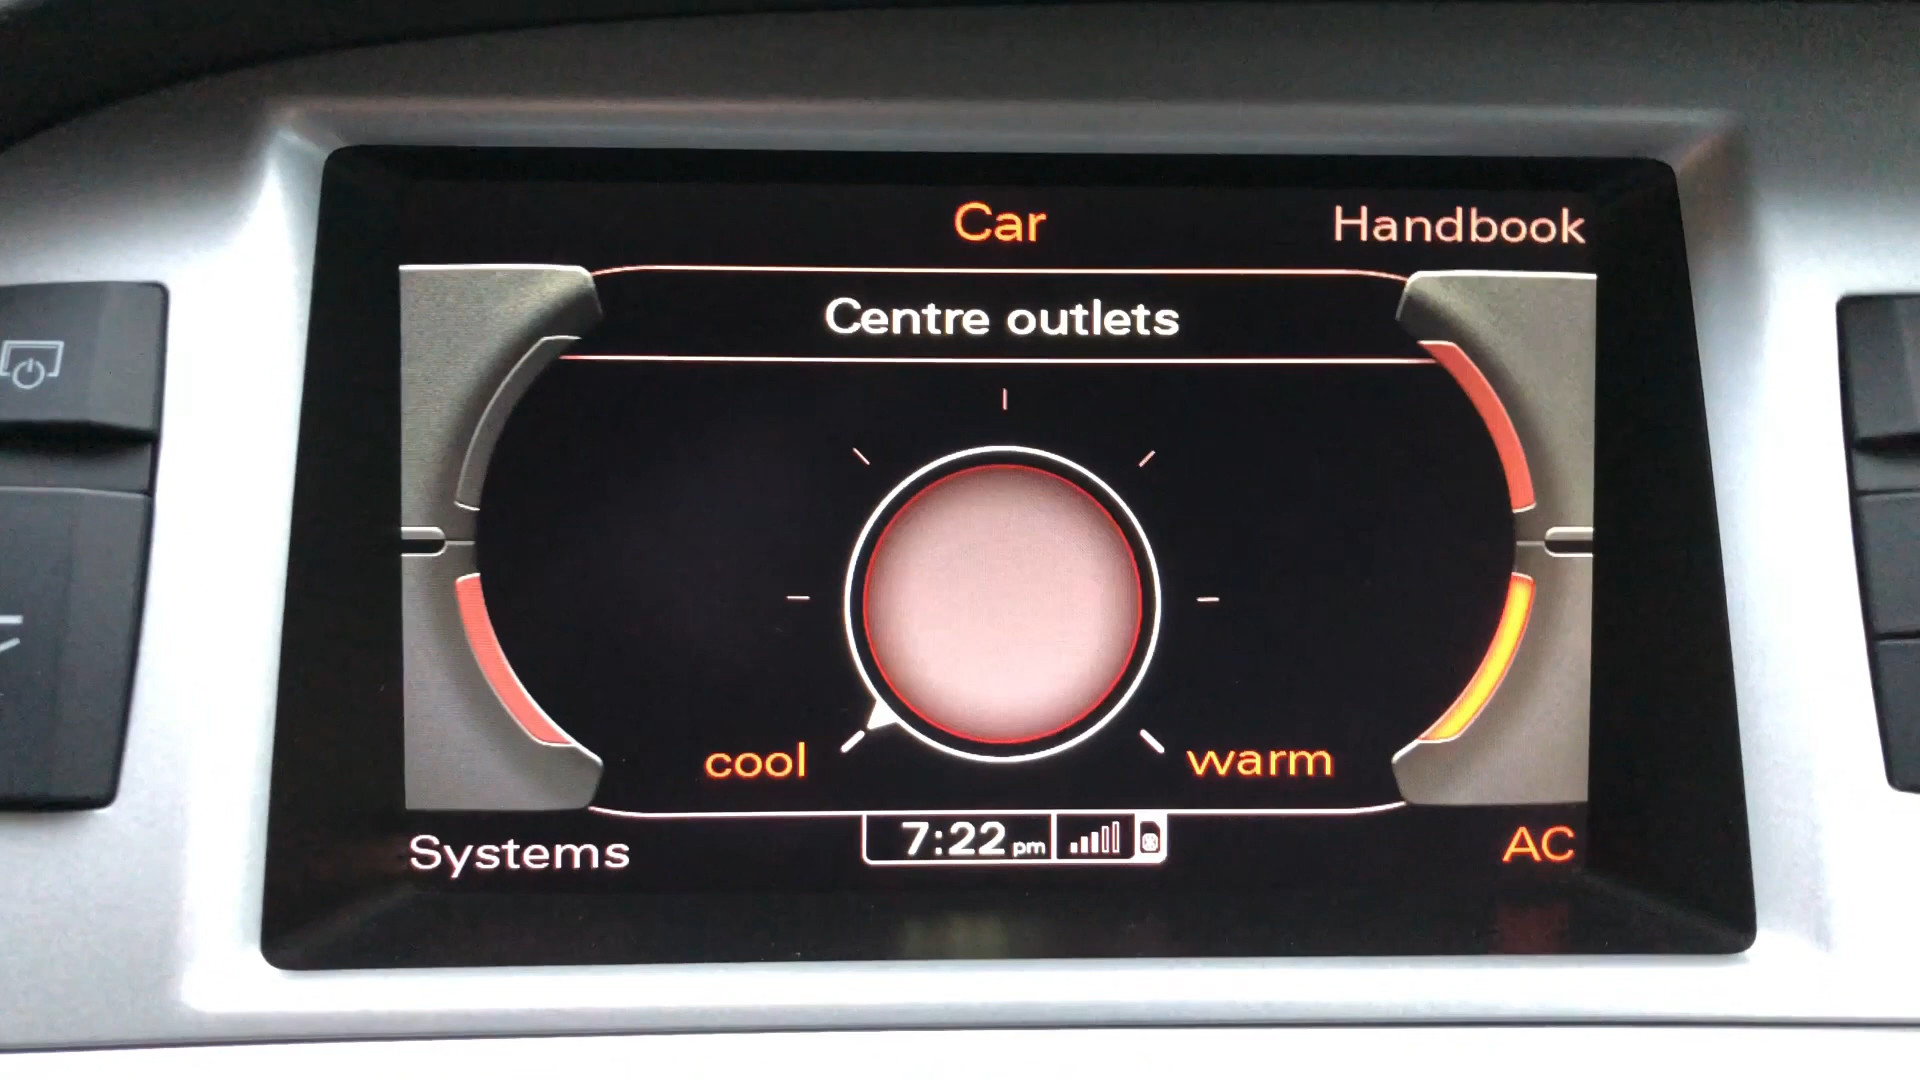 Car
Handbook
Centre outlets
cool
warm
Systems
7:22 pm
AC